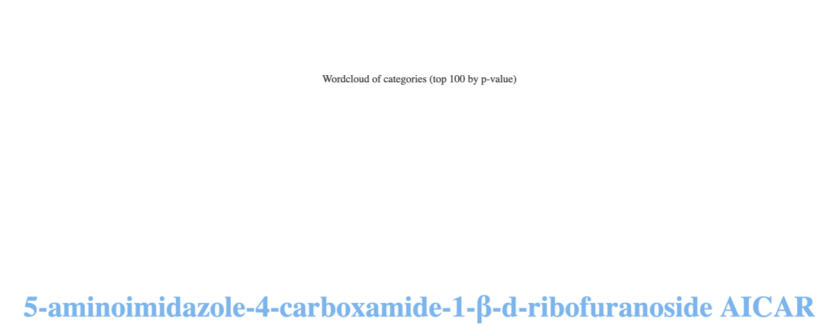 Wordcloud of categories (top 100 by p-value)
5-aminoimidazole-4-carboxamide-1-β-d-ribofuranoside AICAR